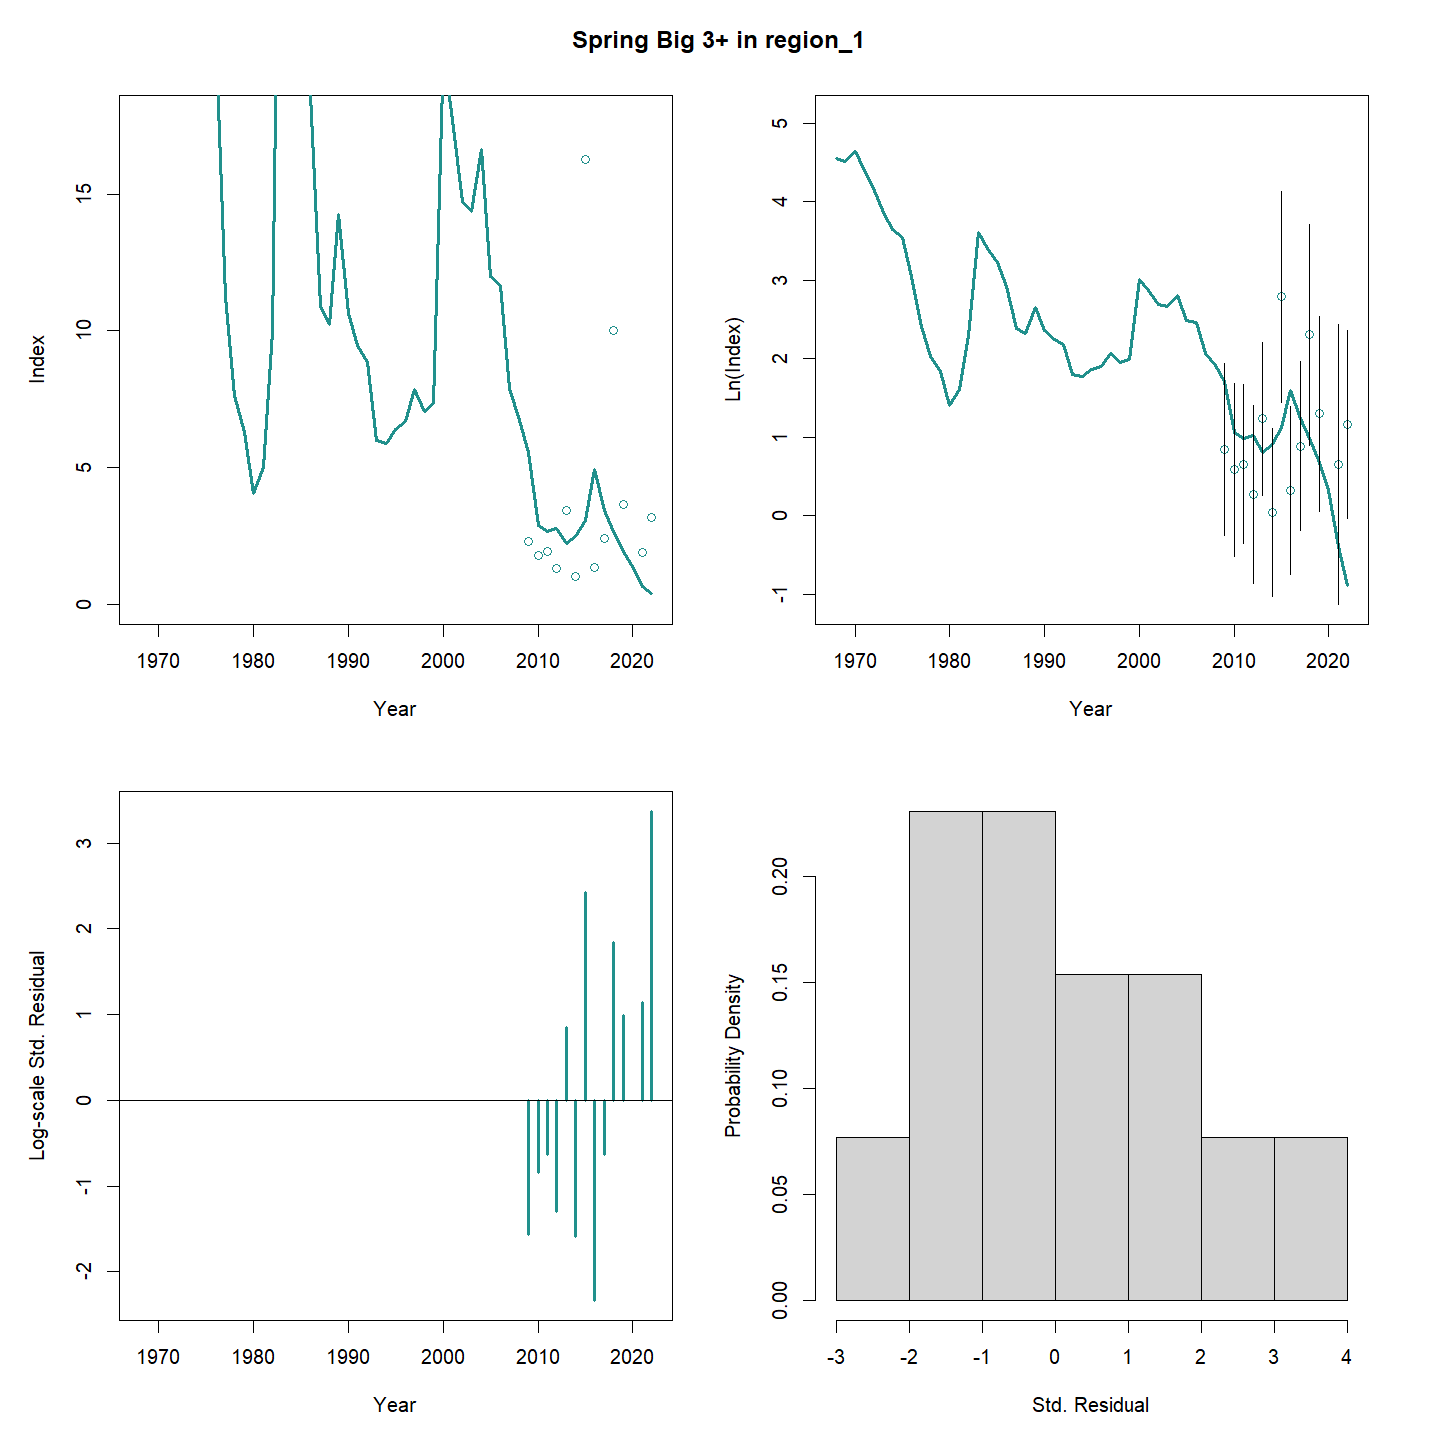 Spring Big 3+ in region_1
Index
0
5
10
15
1970 1980 1990 2000 2010 2020
Year
Ln(Index)
-1
0
1
2
3
4
5
1970 1980 1990 2000 2010 2020
Year
Log-scale Std. Residual
-2
-1
0
1
2
3
1970 1980 1990 2000 2010 2020
Year
Probability Density
0.00
0.05
0.10
0.15
0.20
-3 -2 -1 0 1 2 3 4
Std. Residual